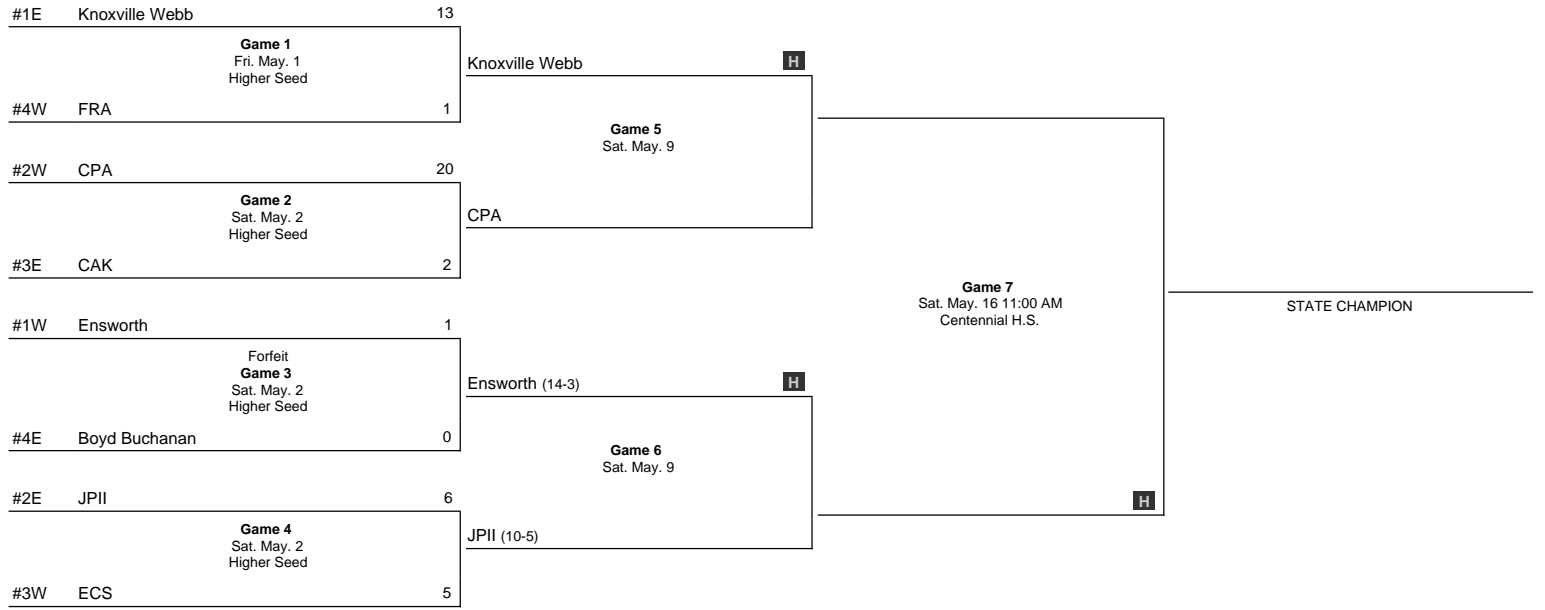 #1E Knoxville Webb 13
Game 1
Fri. May. 1
Higher Seed
#4W FRA 1
#2W CPA 20
Game 2
Sat. May. 2
Higher Seed
#3E CAK 2
#1W Ensworth 1
Forfeit
Game 3
Sat. May. 2
Higher Seed
#4E Boyd Buchanan 0
#2E JPII 6
Game 4
Sat. May. 2
Higher Seed
#3W ECS 5
Knoxville Webb H
Game 5
Sat. May. 9
CPA
Ensworth (14-3) H
Game 6
Sat. May. 9
JPII (10-5)
Game 7
Sat. May. 16 11:00 AM
Centennial H.S.
H
STATE CHAMPION